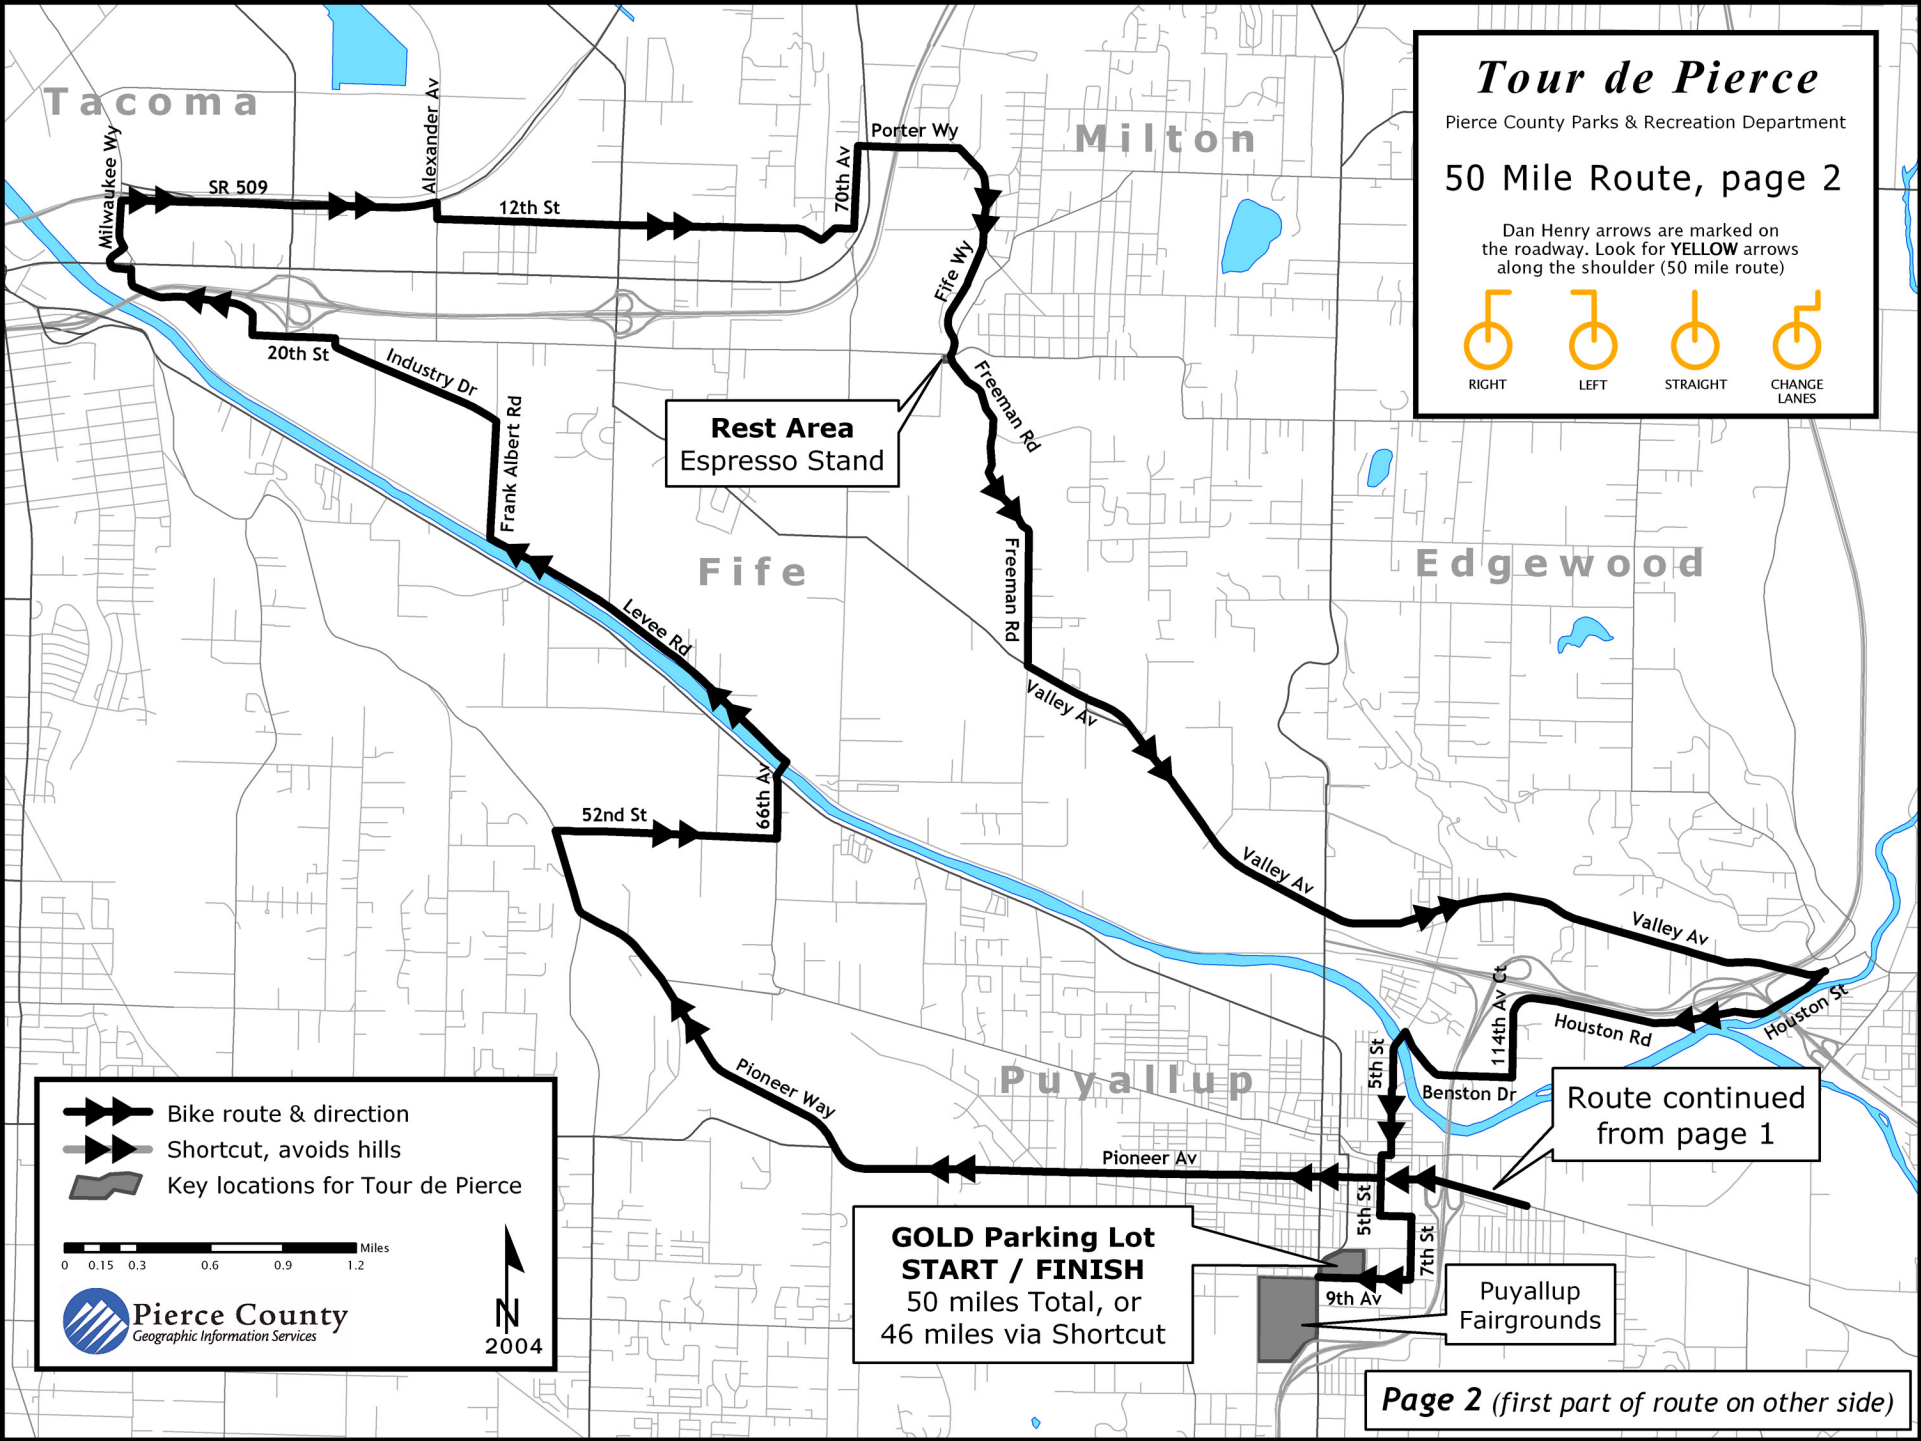 Tour de Pierce
Pierce County Parks & Recreation Department
50 Mile Route, page 2
Dan Henry arrows are marked on
the roadway. Look for YELLOW arrows
along the shoulder (50 mile route)
RIGHT
LEFT
STRAIGHT
CHANGE
LANES
Tacoma
Milton
Fife
Edgewood
Puyallup
Milwaukee Wy
SR 509
Alexander Av
12th St
70th Av
Porter Wy
Fife Wy
20th St
Industry Dr
Frank Albert Rd
Freeman Rd
Rest Area
Espresso Stand
Freeman Rd
Levee Rd
Valley Av
66th Av
52nd St
Valley Av
Valley Av
114th Av Ct
Houston St
Houston Rd
5th St
Benston Dr
Pioneer Way
Pioneer Av
Route continued
from page 1
5th St
7th St
9th Av
GOLD Parking Lot
START / FINISH
50 miles Total, or
46 miles via Shortcut
Puyallup
Fairgrounds
Bike route & direction
Shortcut, avoids hills
Key locations for Tour de Pierce
Miles
0 0.15 0.3 0.6 0.9 1.2
Pierce County
Geographic Information Services
N
2004
Page 2 (first part of route on other side)